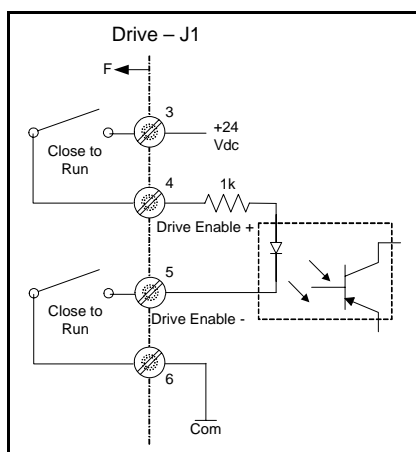 Drive – J1
F
3
+24
Vdc
Close to
Run
4
1k
Drive Enable +
5
Close to
Run
Drive Enable -
6
Com